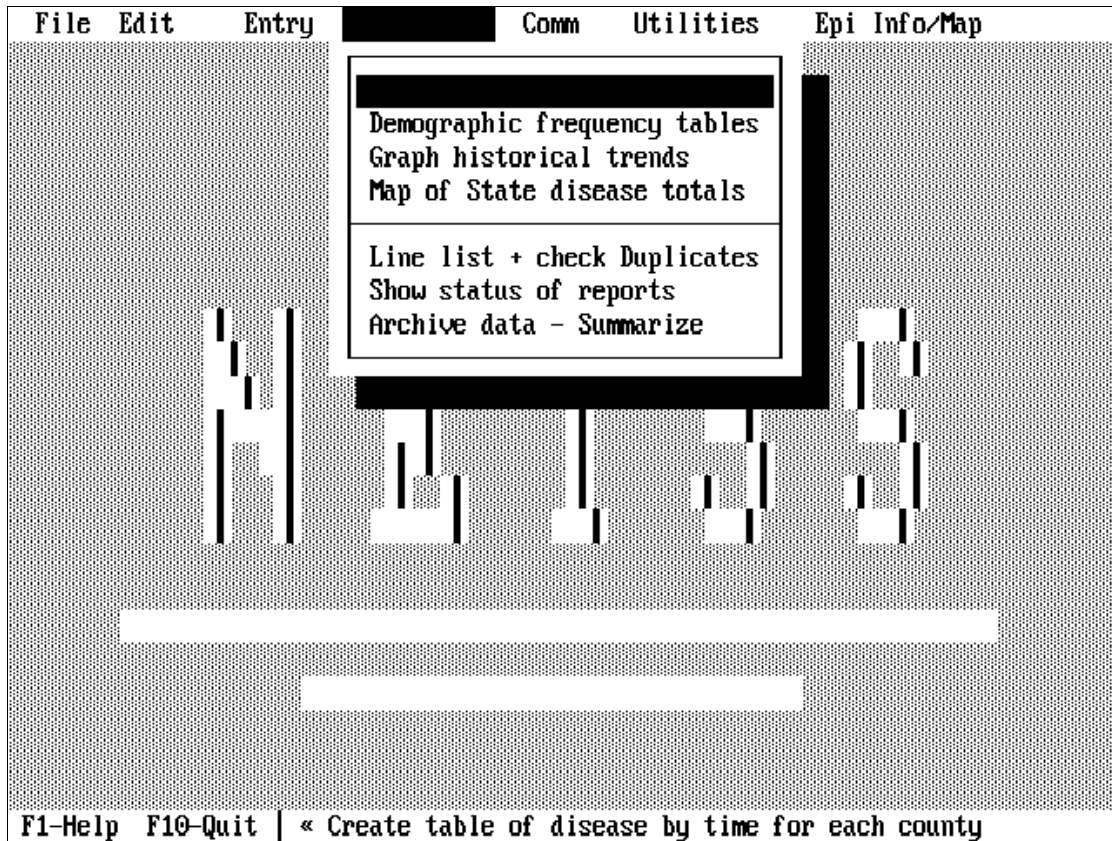 File Edit Entry Comm Utilities Epi Info/Map
Demographic frequency tables
Graph historical trends
Map of State disease totals
Line list + check Duplicates
Show status of reports
Archive data - Summarize
F1-Help F10-Quit | « Create table of disease by time for each county